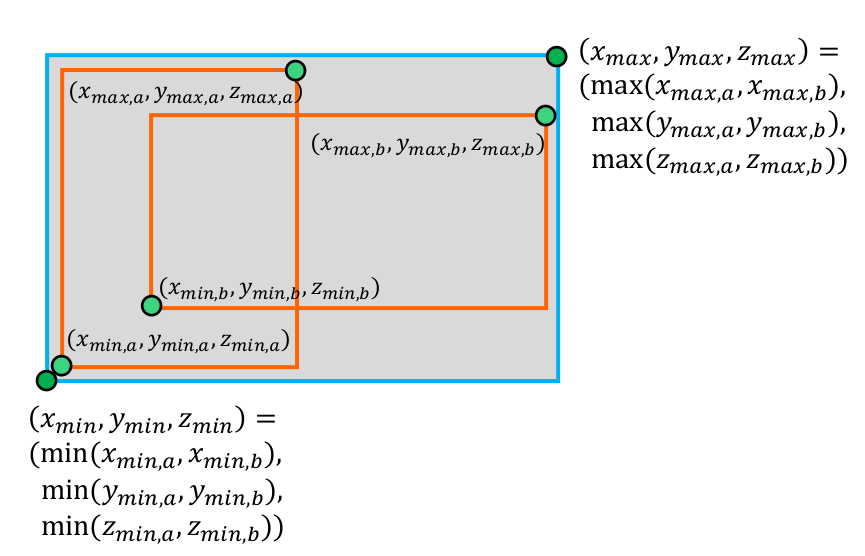 (x_{max}, y_{max}, z_{max}) =
(max(x_{max,a}, x_{max,b}),
max(y_{max,a}, y_{max,b}),
max(z_{max,a}, z_{max,b}))
(x_{max,a}, y_{max,a}, z_{max,a})
(x_{max,b}, y_{max,b}, z_{max,b})
(x_{min,b}, y_{min,b}, z_{min,b})
(x_{min,a}, y_{min,a}, z_{min,a})
(x_{min}, y_{min}, z_{min}) =
(min(x_{min,a}, x_{min,b}),
min(y_{min,a}, y_{min,b}),
min(z_{min,a}, z_{min,b}))